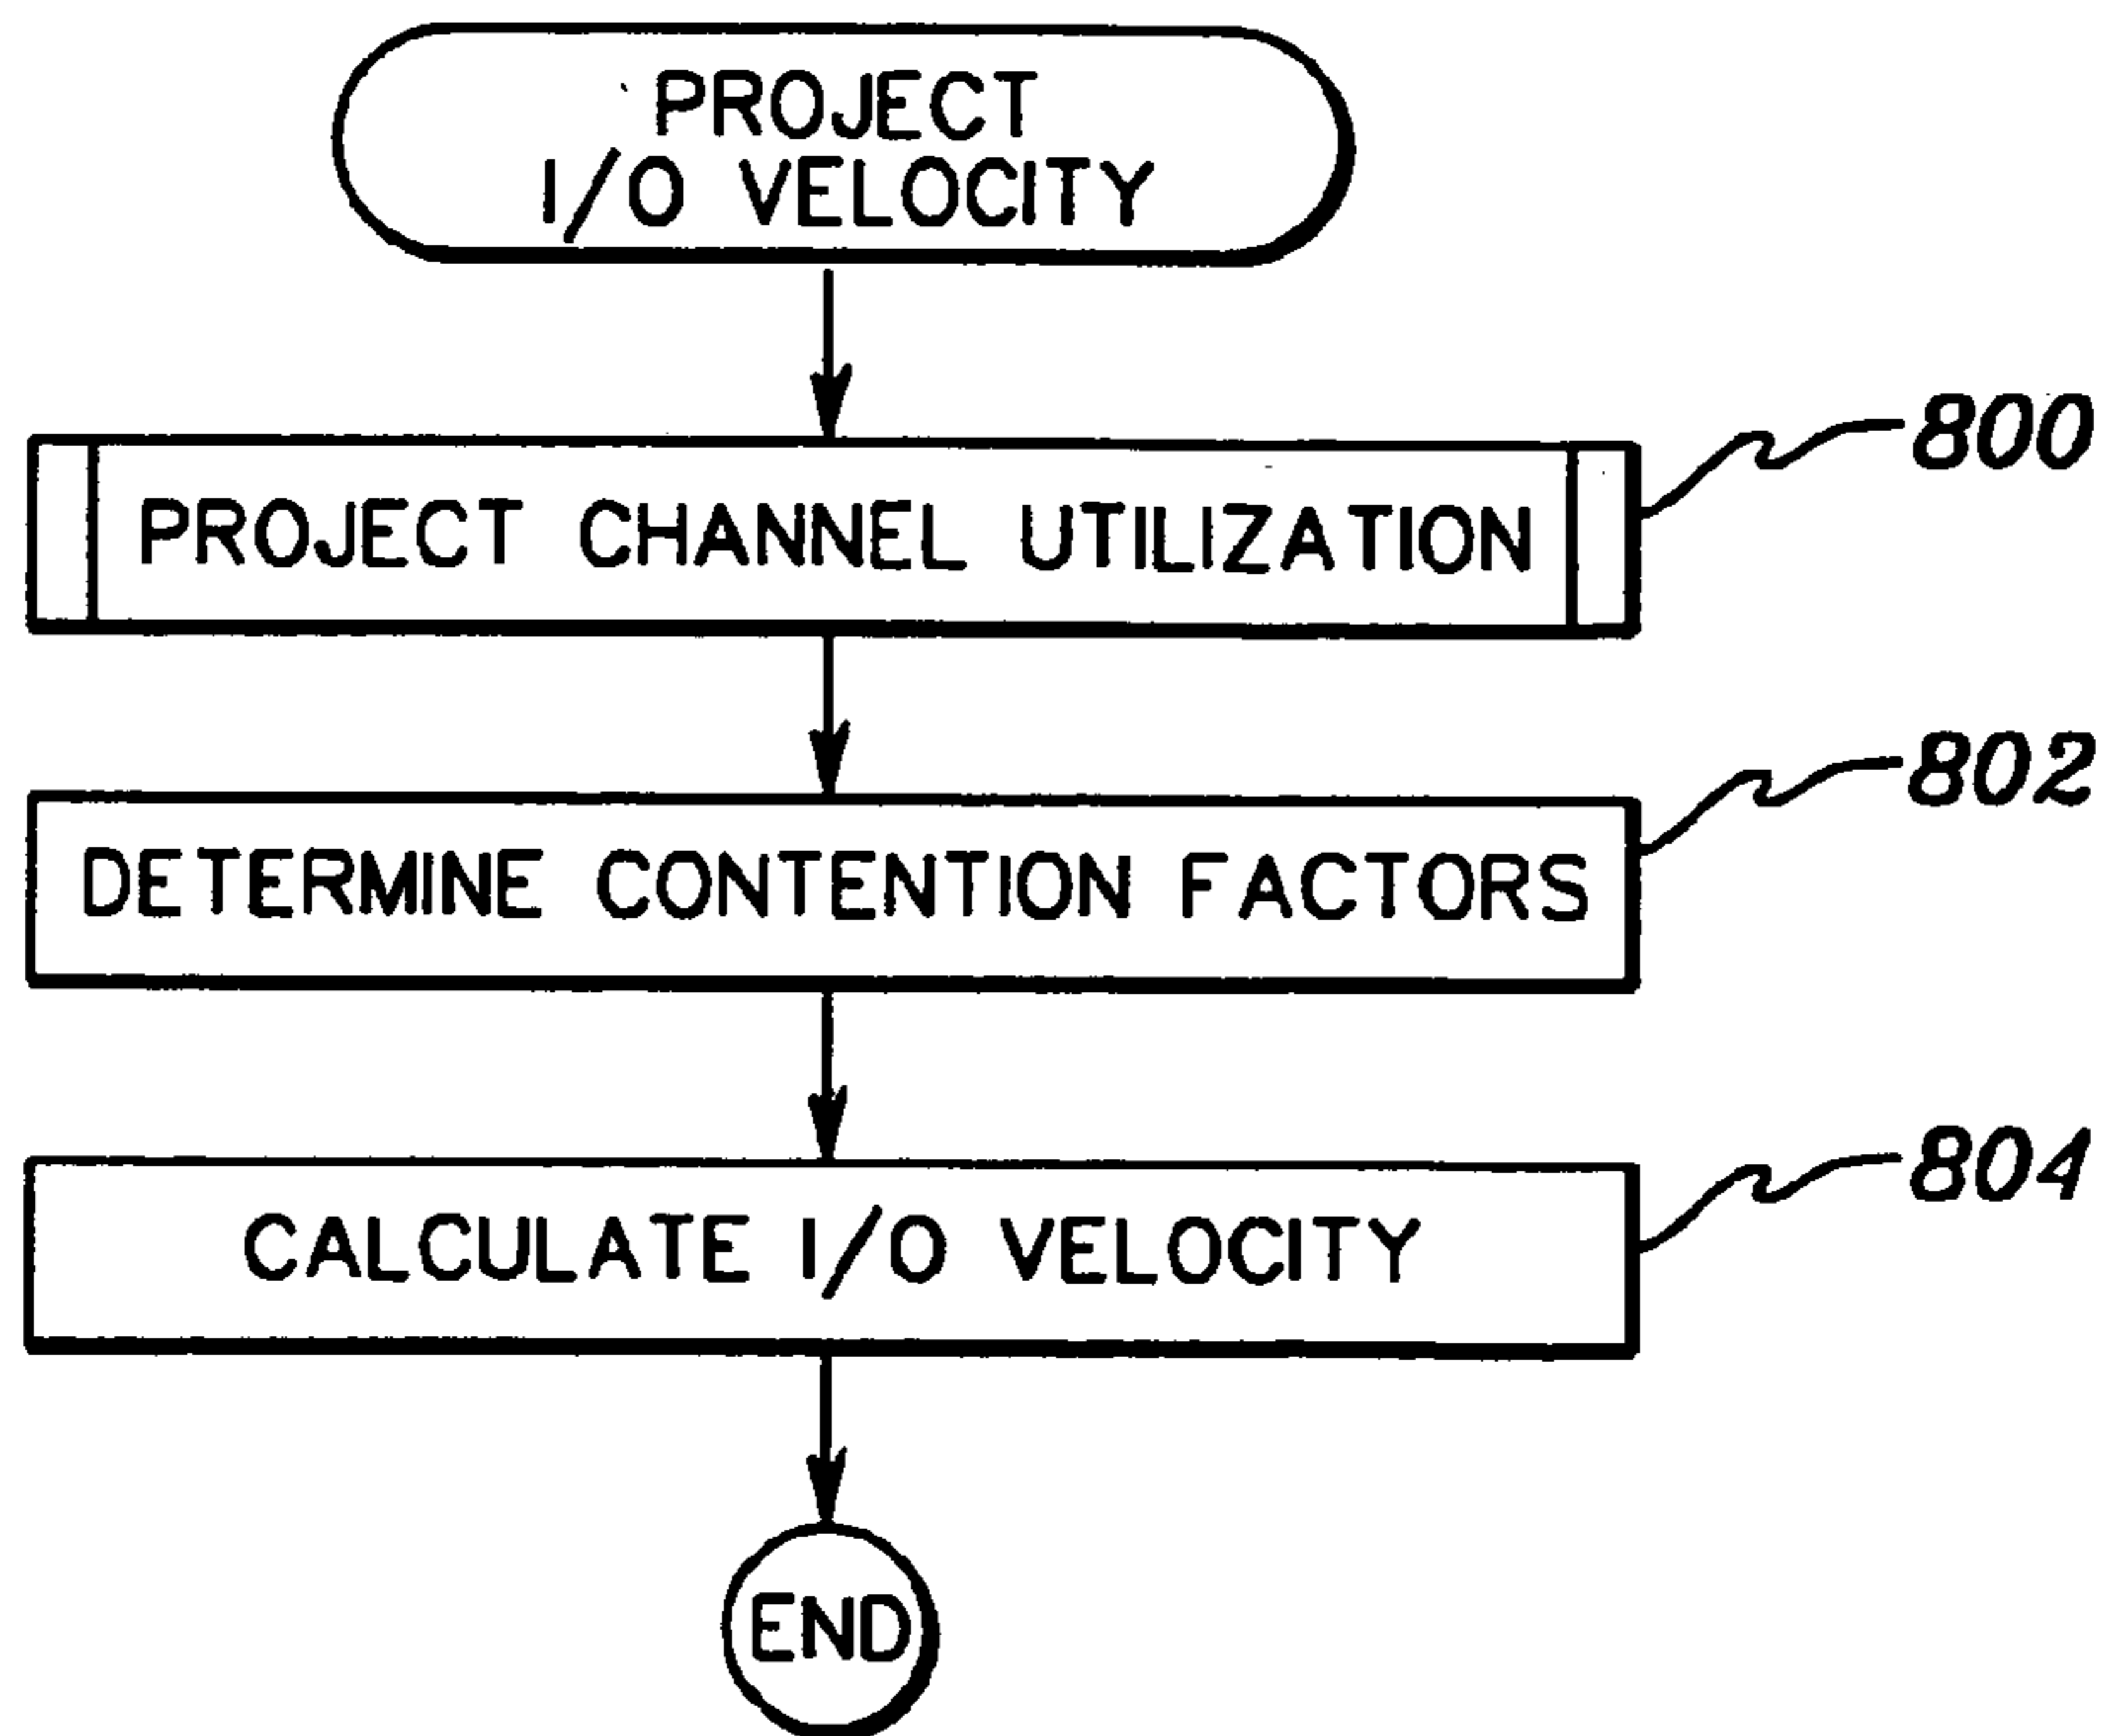 PROJECT
I/O VELOCITY
800
PROJECT CHANNEL UTILIZATION
802
DETERMINE CONTENTION FACTORS
804
CALCULATE I/O VELOCITY
END